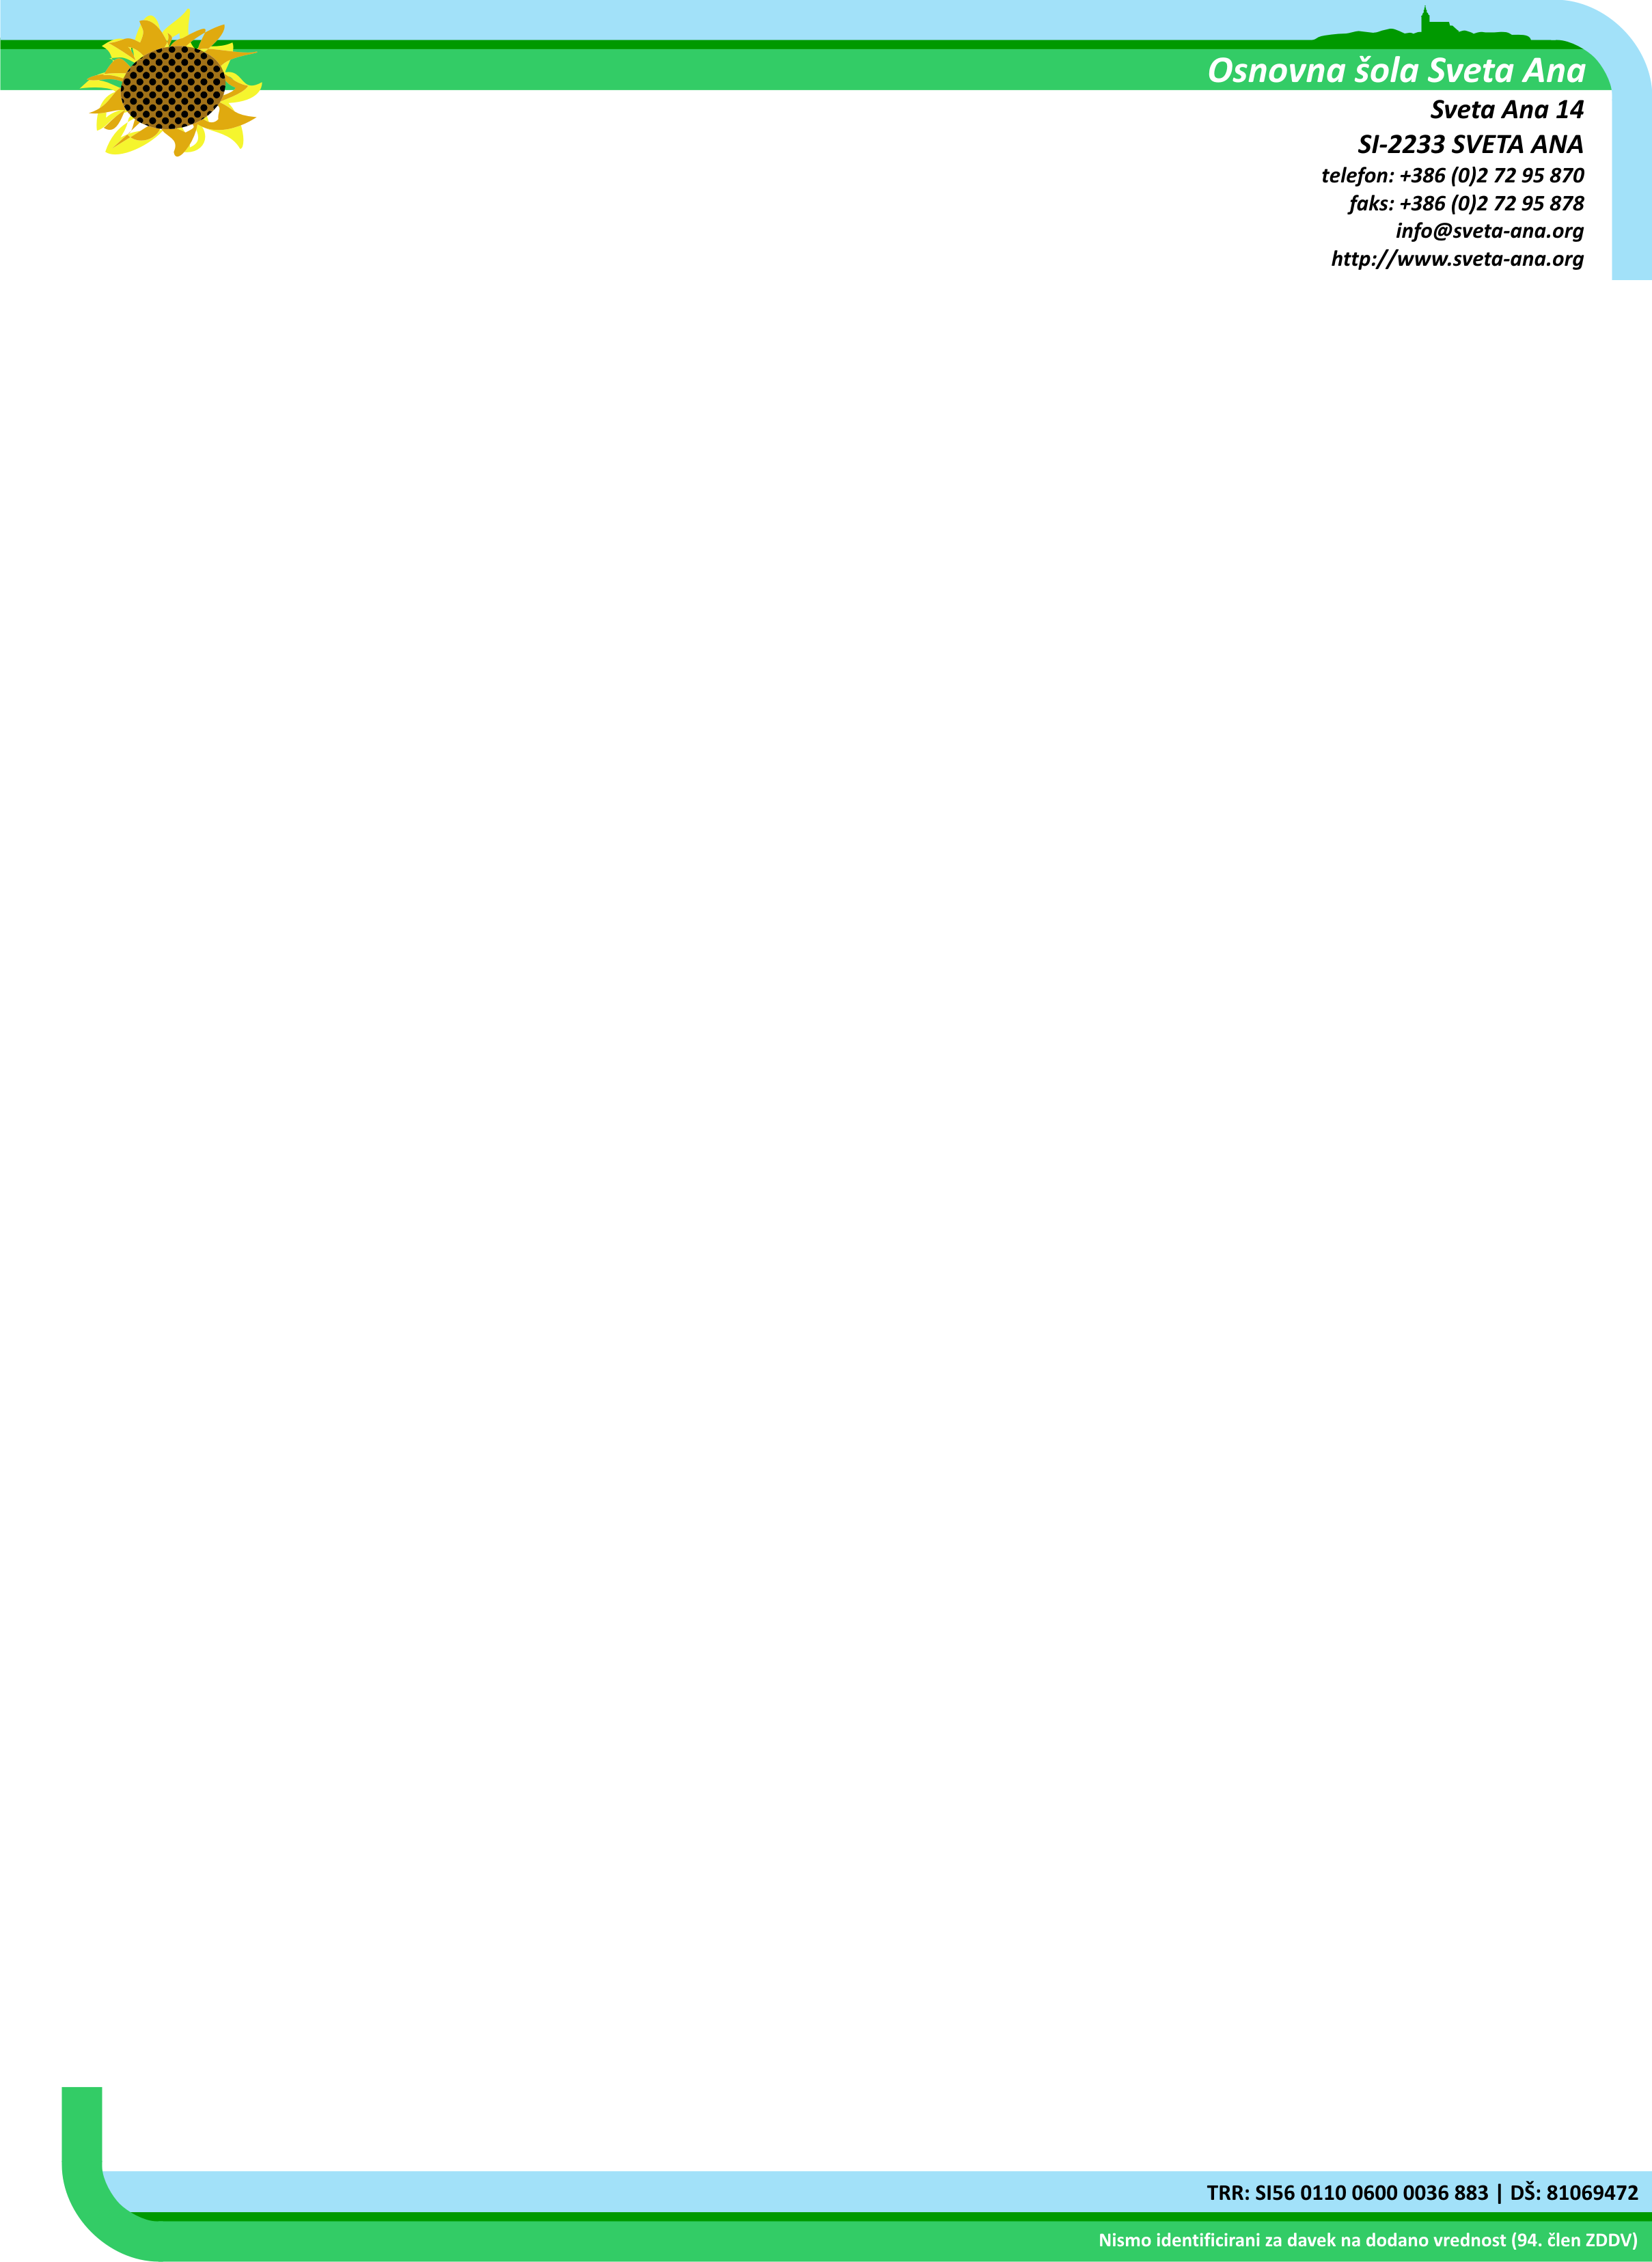 Osnovna šola Sveta Ana
Sveta Ana 14
SI-2233 SVETA ANA
telefon: +386 (0)2 72 95 870
faks: +386 (0)2 72 95 878
info@sveta-ana.org
http://www.sveta-ana.org
TRR: SI56 0110 0600 0036 883 | DŠ: 81069472
Nismo identificirani za davek na dodano vrednost (94. člen ZDDV)